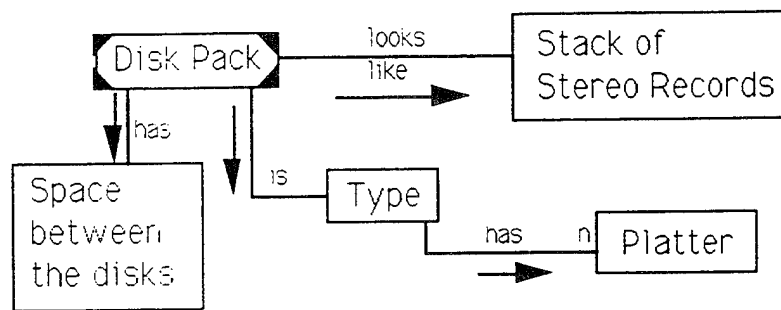 Disk Pack
looks
like
Stack of
Stereo Records
has
Space
between
the disks
is
Type
has
n
Platter